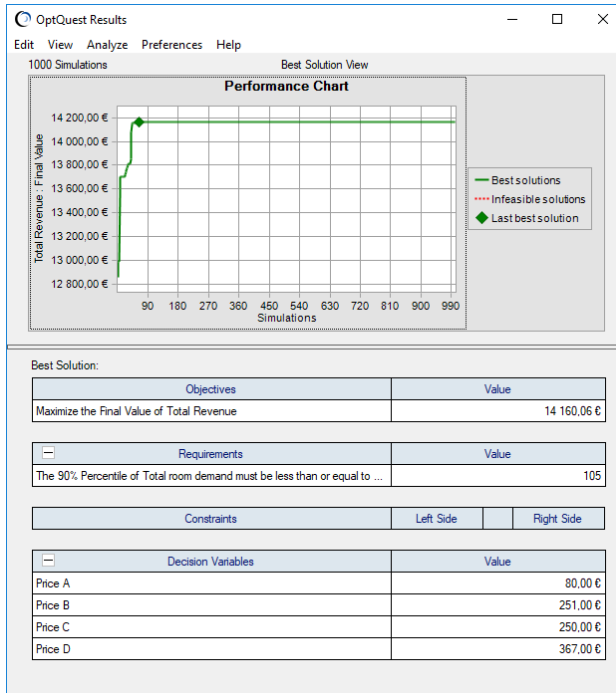 OptQuest Results
Edit View Analyze Preferences Help
1000 Simulations Best Solution View
Performance Chart
Total Revenue : Final Value
14 200,00 €
14 000,00 €
13 800,00 €
13 600,00 €
13 400,00 €
13 200,00 €
13 000,00 €
12 800,00 €
90 180 270 360 450 540 630 720 810 900 990
Simulations
Best solutions
Infeasible solutions
Last best solution
Best Solution:
Objectives Value
Maximize the Final Value of Total Revenue 14 160,06 €
Requirements Value
The 90% Percentile of Total room demand must be less than or equal to ... 105
Constraints Left Side Right Side
Decision Variables Value
Price A 80,00 €
Price B 251,00 €
Price C 250,00 €
Price D 367,00 €